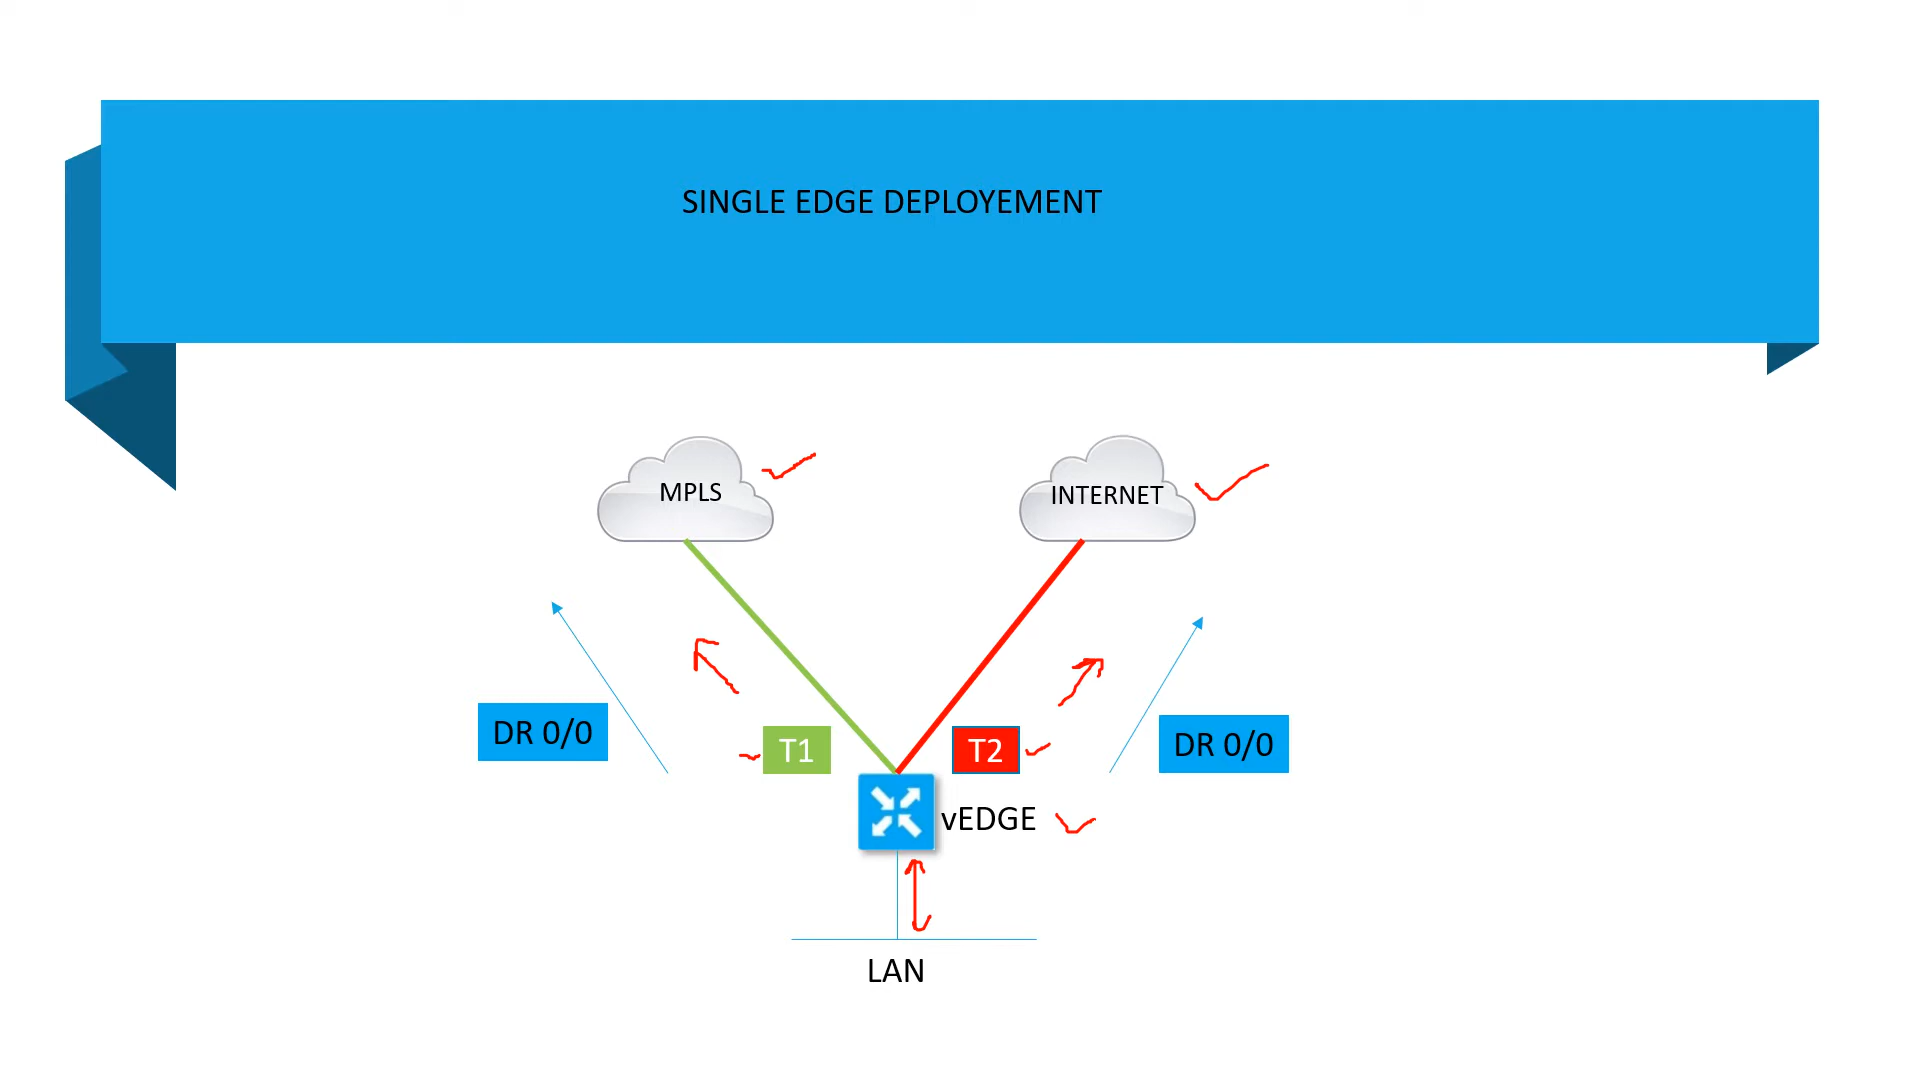 SINGLE EDGE DEPLOYEMENT
MPLS
INTERNET
DR 0/0
T1
T2
DR 0/0
vEDGE
LAN